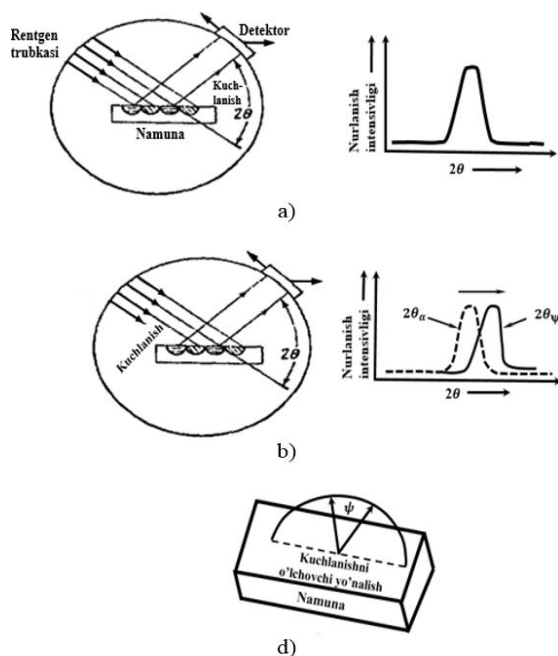 Rentgen
trubkasi
Detektor
Kuch-
lanish
2θ
Namuna
Nurlanish
intensivligi
2θ
a)
Kuchlanish
2θ
Nurlanish
intensivligi
2θα
2θψ
2θ
b)
ψ
Kuchlanishni
o'lchovchi yo'nalish
Namuna
d)